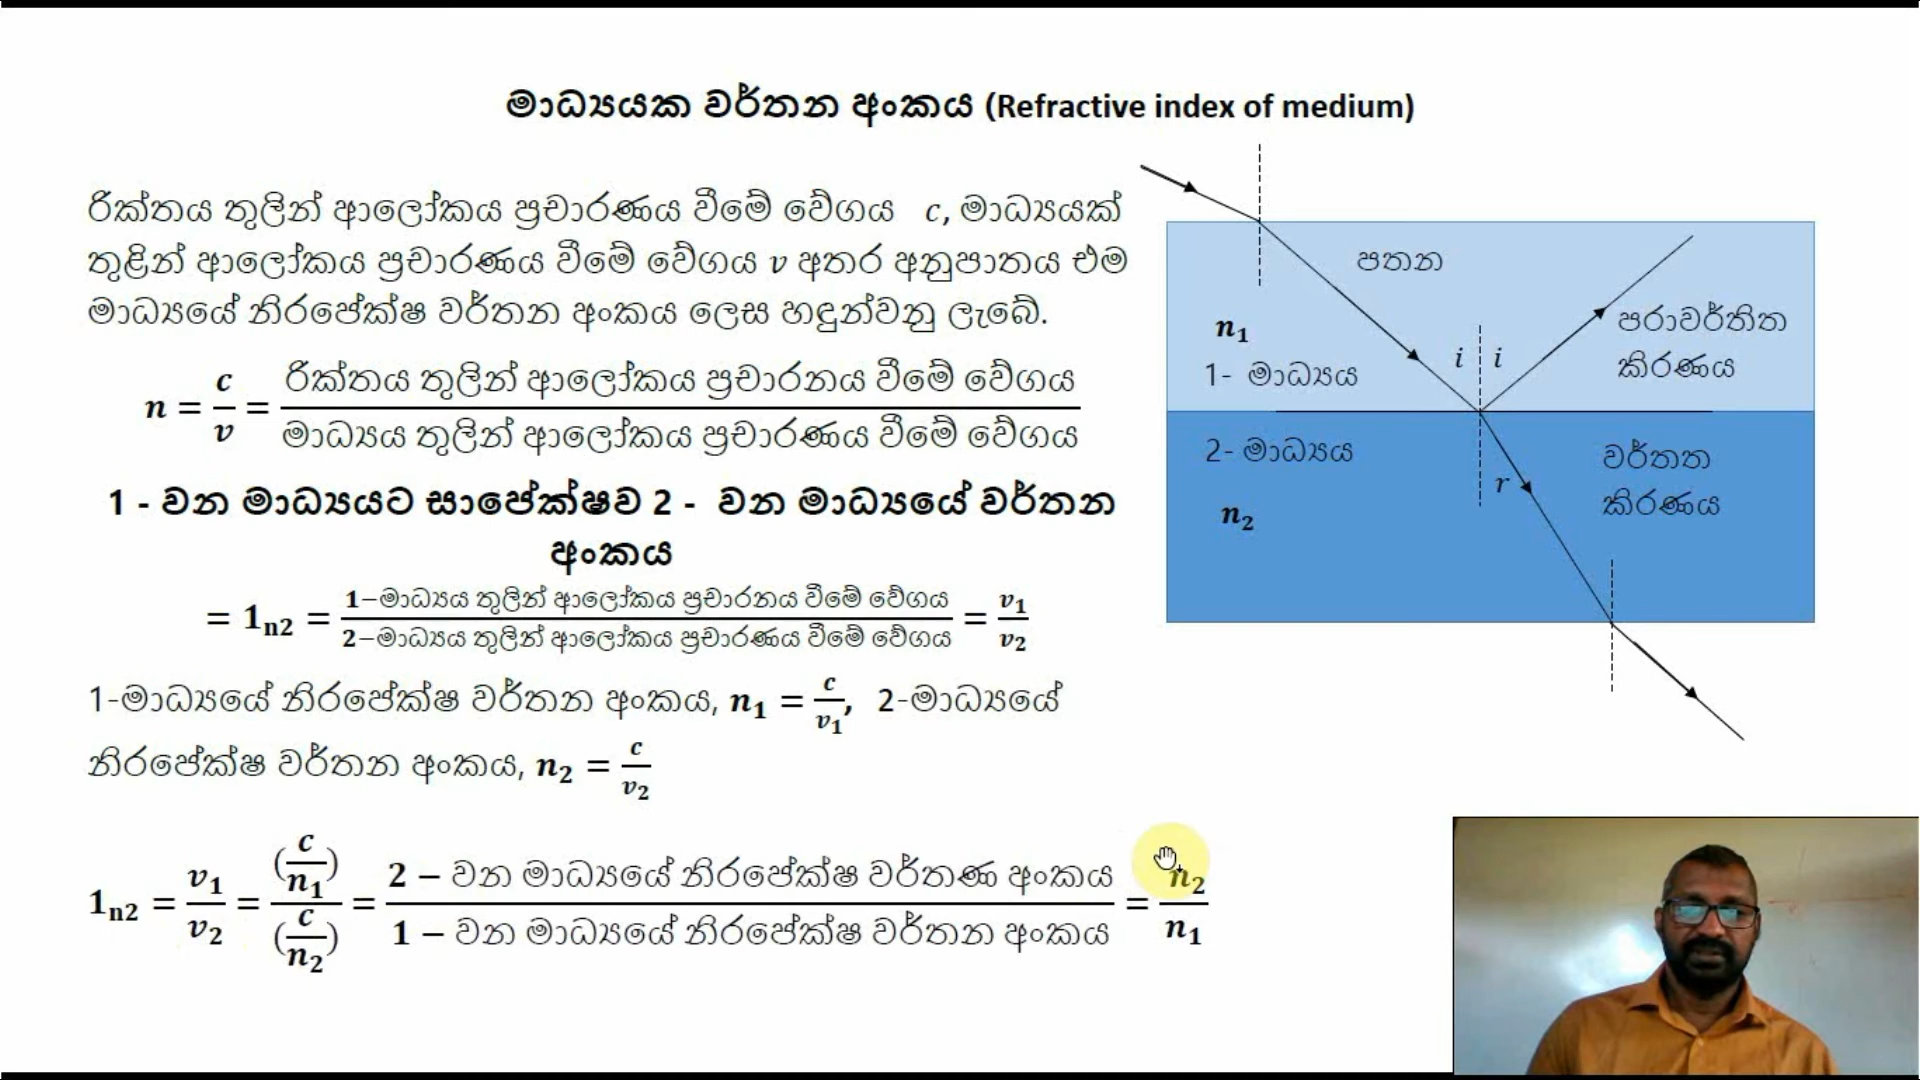 මාධ්‍යයක වර්තන අංකය (Refractive index of medium)
රික්තය තුලින් ආලෝකය ප්‍රචාරණය වීමේ වේගය c, මාධ්‍යයක්
තුළින් ආලෝකය ප්‍රචාරණය වීමේ වේගය v අතර අනුපාතය එම
මාධ්‍යයේ නිරපේක්ෂ වර්තන අංකය ලෙස හඳුන්වනු ලැබේ.
n = c/v = රික්තය තුලින් ආලෝකය ප්‍රචාරනය වීමේ වේගය / මාධ්‍යය තුලින් ආලෝකය ප්‍රචාරණය වීමේ වේගය
1 - වන මාධ්‍යයට සාපේක්ෂව 2 - වන මාධ්‍යයේ වර්තන
අංකය
= 1n2 = 1–මාධ්‍යය තුලින් ආලෝකය ප්‍රචාරනය වීමේ වේගය / 2–මාධ්‍යය තුලින් ආලෝකය ප්‍රචාරණය වීමේ වේගය = v1/v2
1-මාධ්‍යයේ නිරපේක්ෂ වර්තන අංකය, n1 = c/v1, 2-මාධ්‍යයේ
නිරපේක්ෂ වර්තන අංකය, n2 = c/v2
1n2 = v1/v2 = (c/n1)/(c/n2) = 2 – වන මාධ්‍යයේ නිරපේක්ෂ වර්තණ අංකය / 1 – වන මාධ්‍යයේ නිරපේක්ෂ වර්තන අංකය = n2/n1
පතන
n1
1- මාධ්‍යය
i i
පරාවර්තිත
කිරණය
2- මාධ්‍යය
n2
r
වර්තත
කිරණය